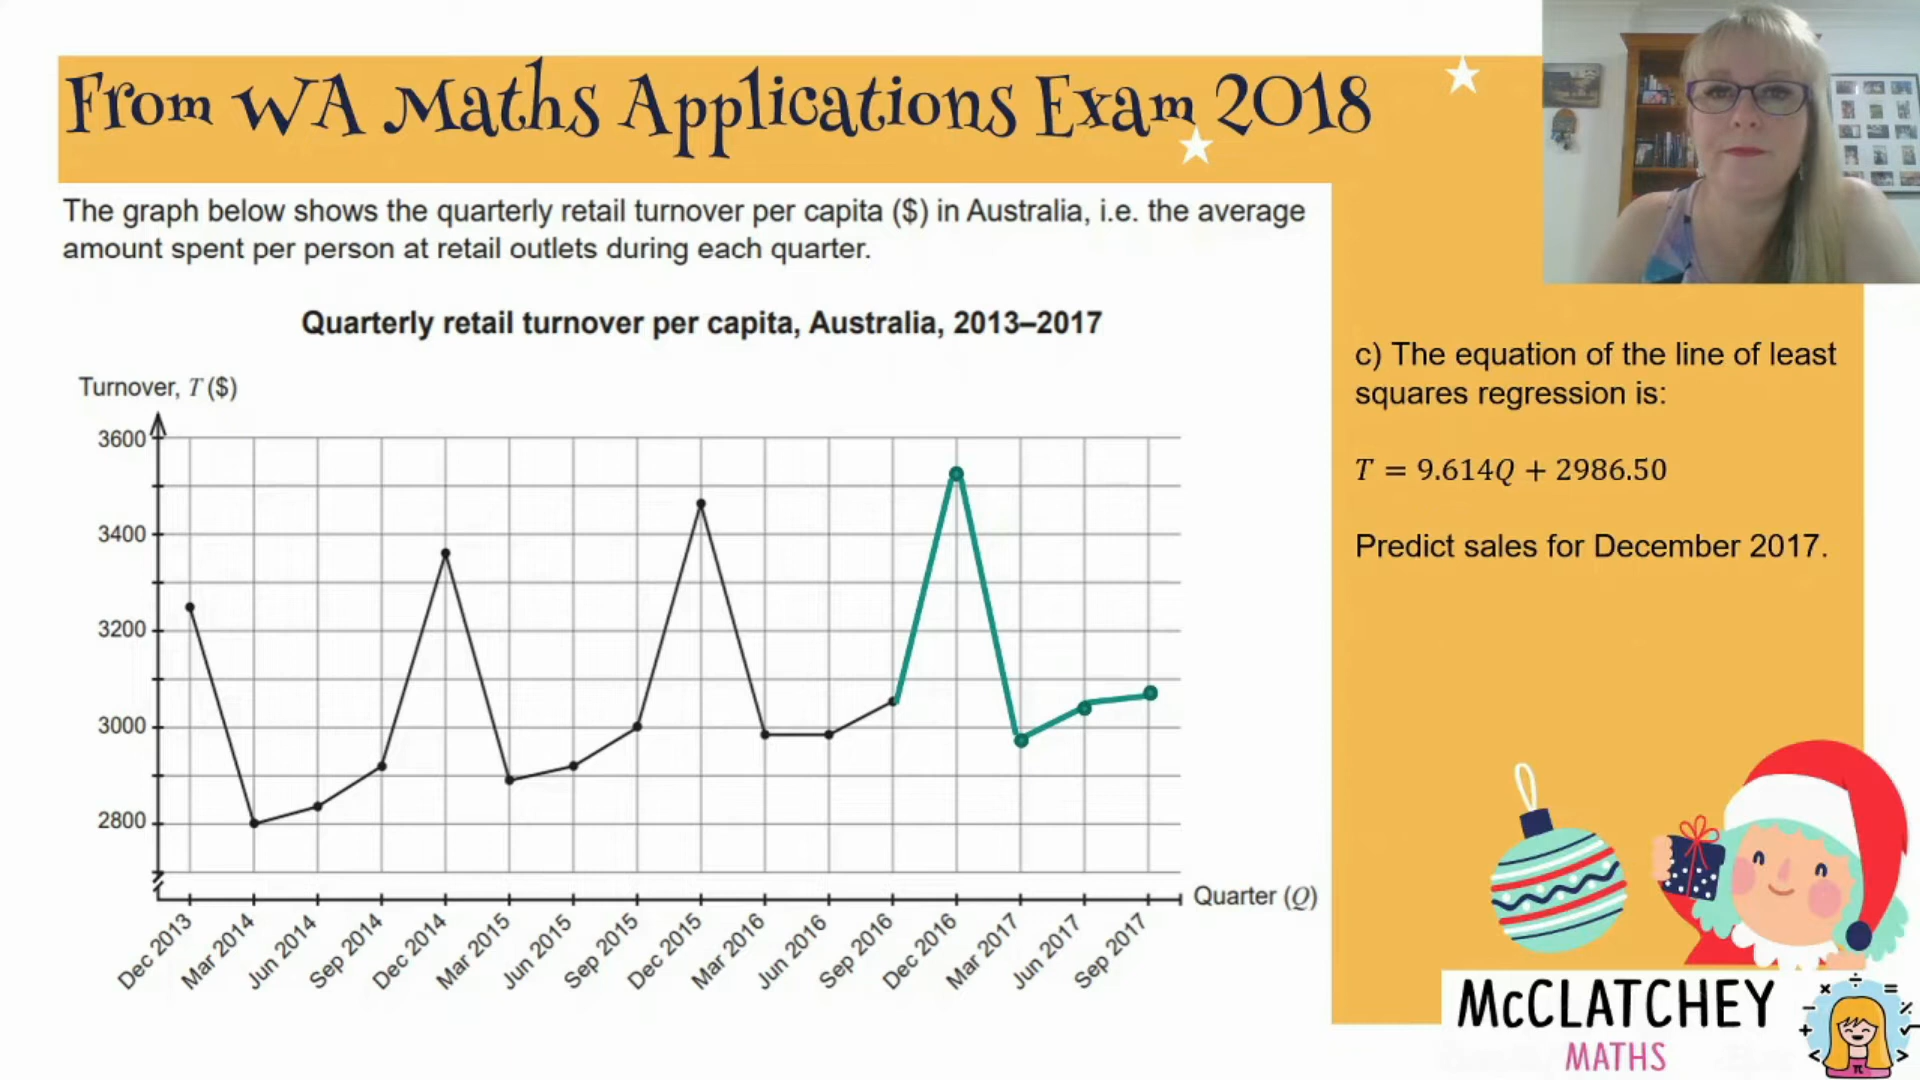 From WA Maths Applications Exam 2018
The graph below shows the quarterly retail turnover per capita ($) in Australia, i.e. the average
amount spent per person at retail outlets during each quarter.
Quarterly retail turnover per capita, Australia, 2013–2017
Turnover, T ($)
3600
3400
3200
3000
2800
Quarter (Q)
Dec 2013
Mar 2014
Jun 2014
Sep 2014
Dec 2014
Mar 2015
Jun 2015
Sep 2015
Dec 2015
Mar 2016
Jun 2016
Sep 2016
Dec 2016
Mar 2017
Jun 2017
Sep 2017
c) The equation of the line of least
squares regression is:
T = 9.614Q + 2986.50
Predict sales for December 2017.
McCLATCHEY
MATHS